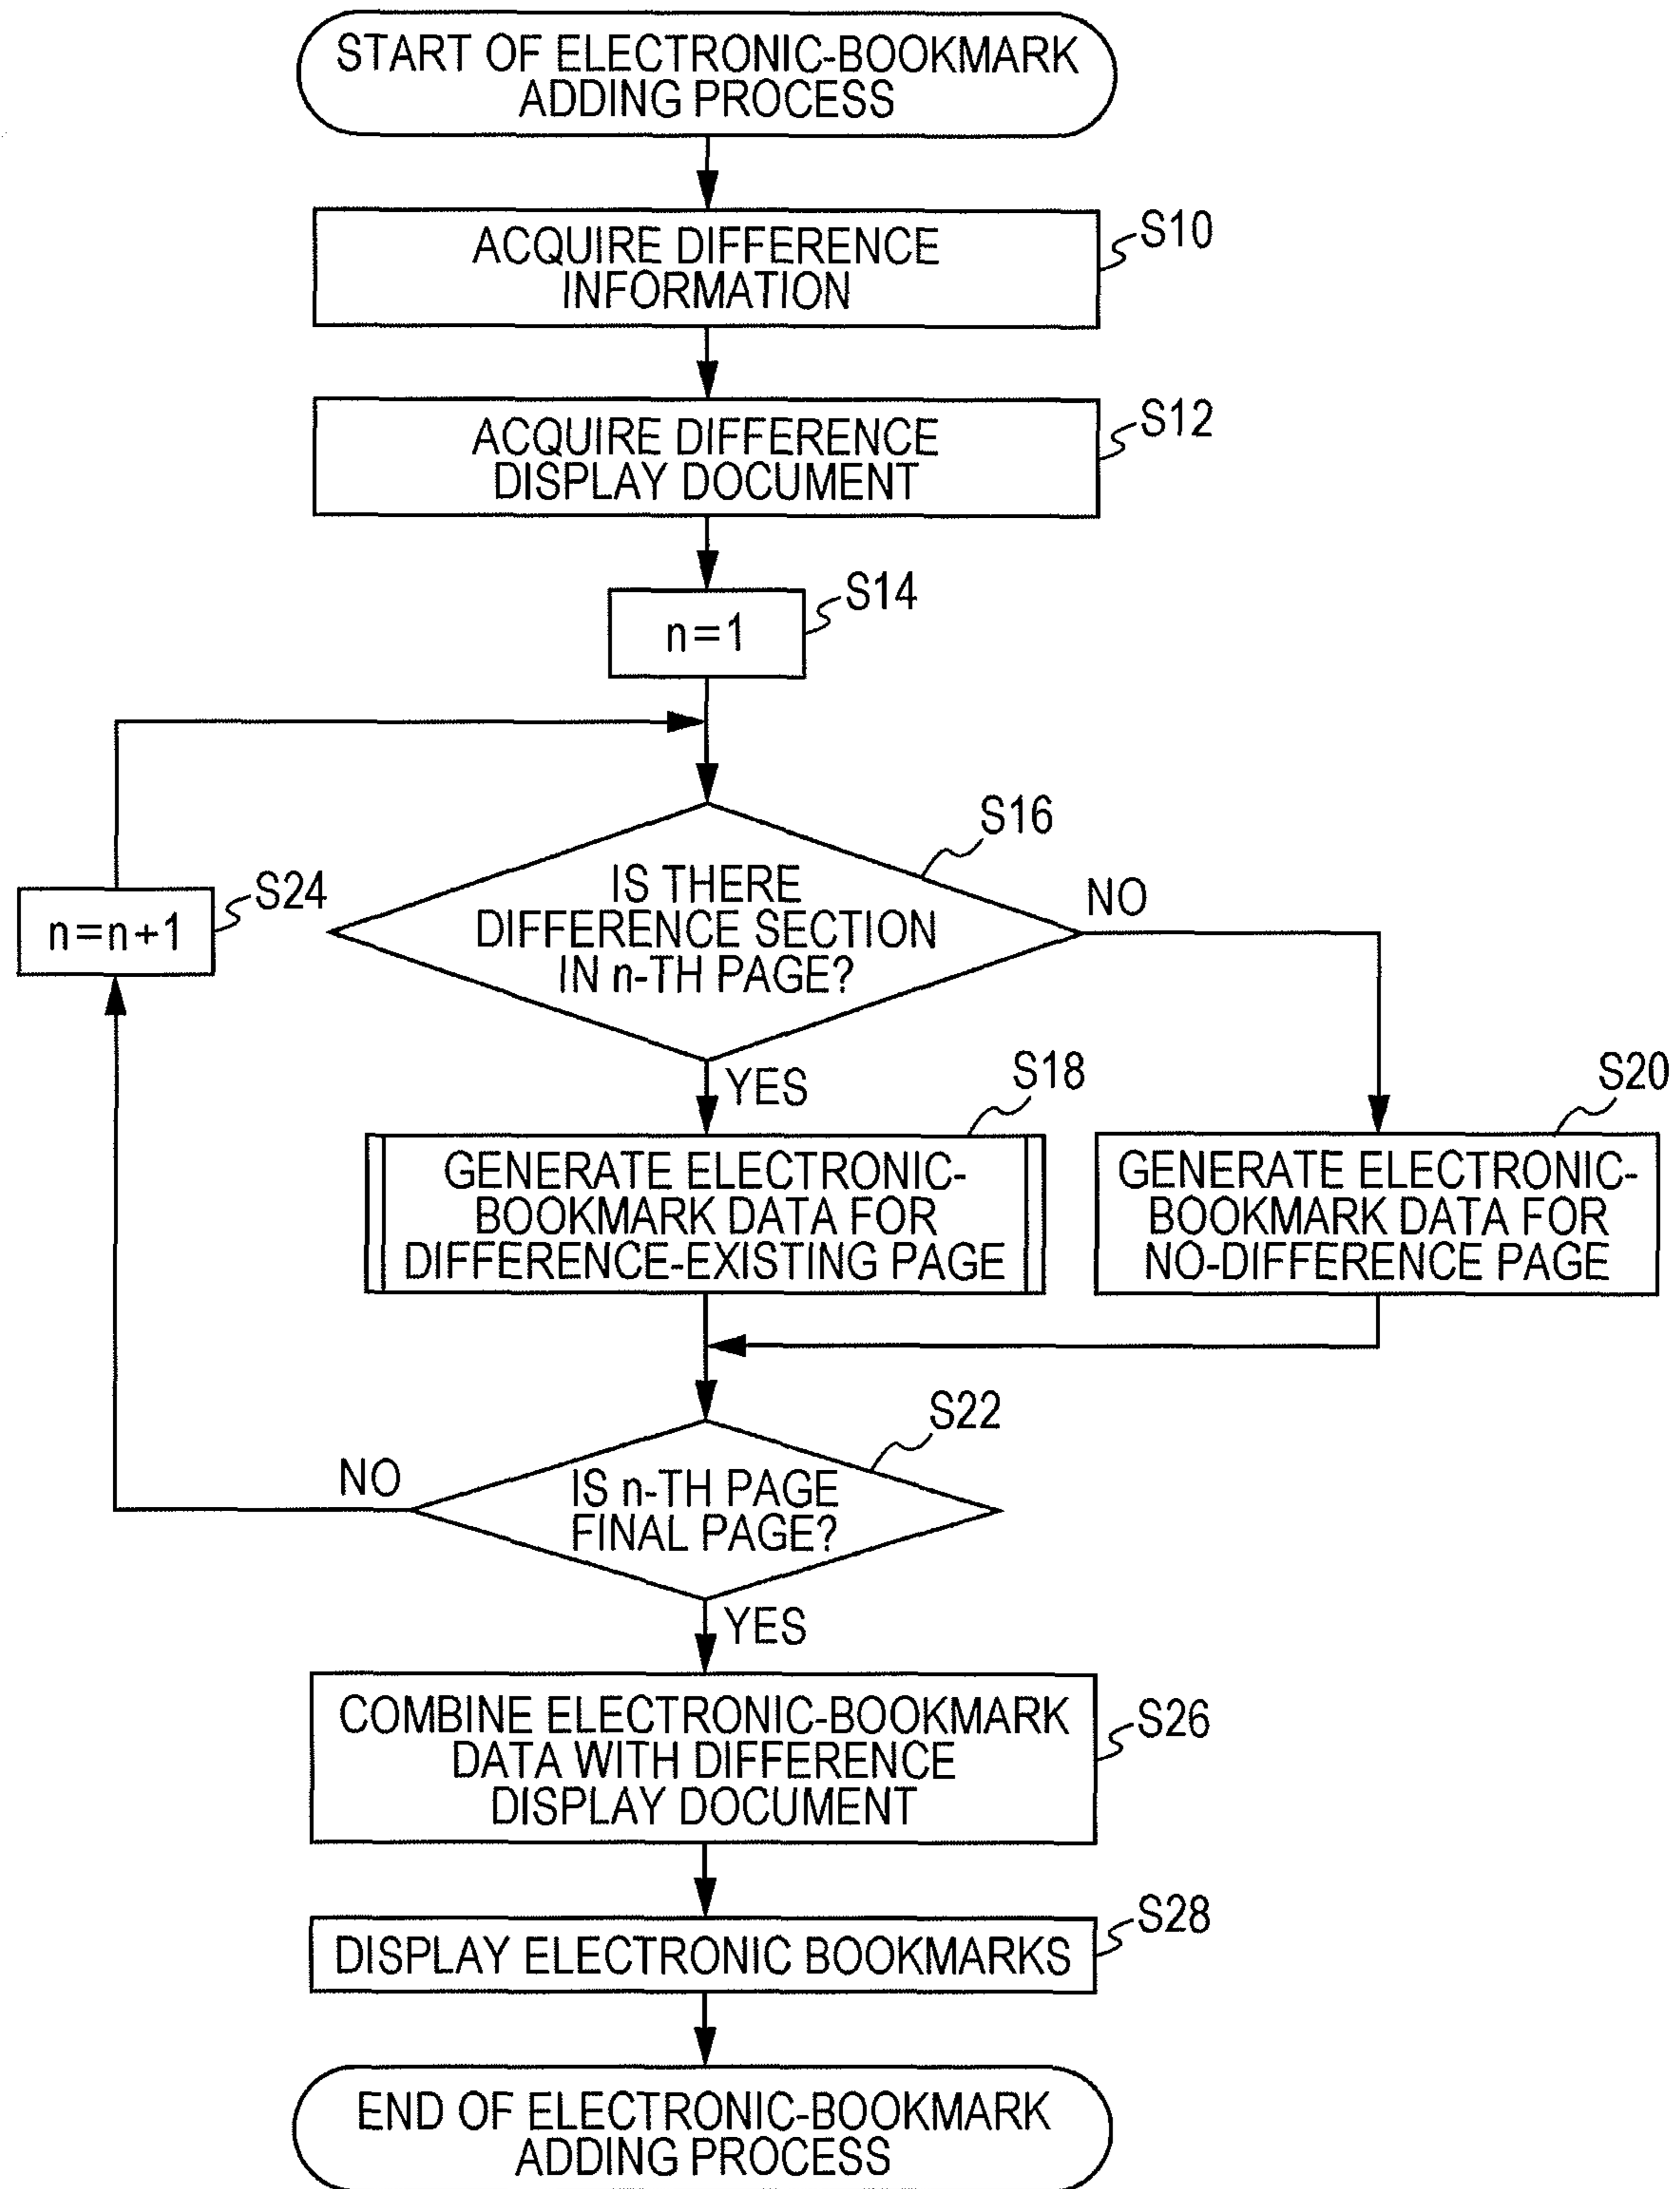 START OF ELECTRONIC-BOOKMARK
ADDING PROCESS
ACQUIRE DIFFERENCE
INFORMATION
S10
ACQUIRE DIFFERENCE
DISPLAY DOCUMENT
S12
n=1
S14
IS THERE
DIFFERENCE SECTION
IN n-TH PAGE?
S16
NO
n=n+1
S24
YES
GENERATE ELECTRONIC-
BOOKMARK DATA FOR
DIFFERENCE-EXISTING PAGE
S18
GENERATE ELECTRONIC-
BOOKMARK DATA FOR
NO-DIFFERENCE PAGE
S20
IS n-TH PAGE
FINAL PAGE?
S22
NO
YES
COMBINE ELECTRONIC-BOOKMARK
DATA WITH DIFFERENCE
DISPLAY DOCUMENT
S26
DISPLAY ELECTRONIC BOOKMARKS
S28
END OF ELECTRONIC-BOOKMARK
ADDING PROCESS